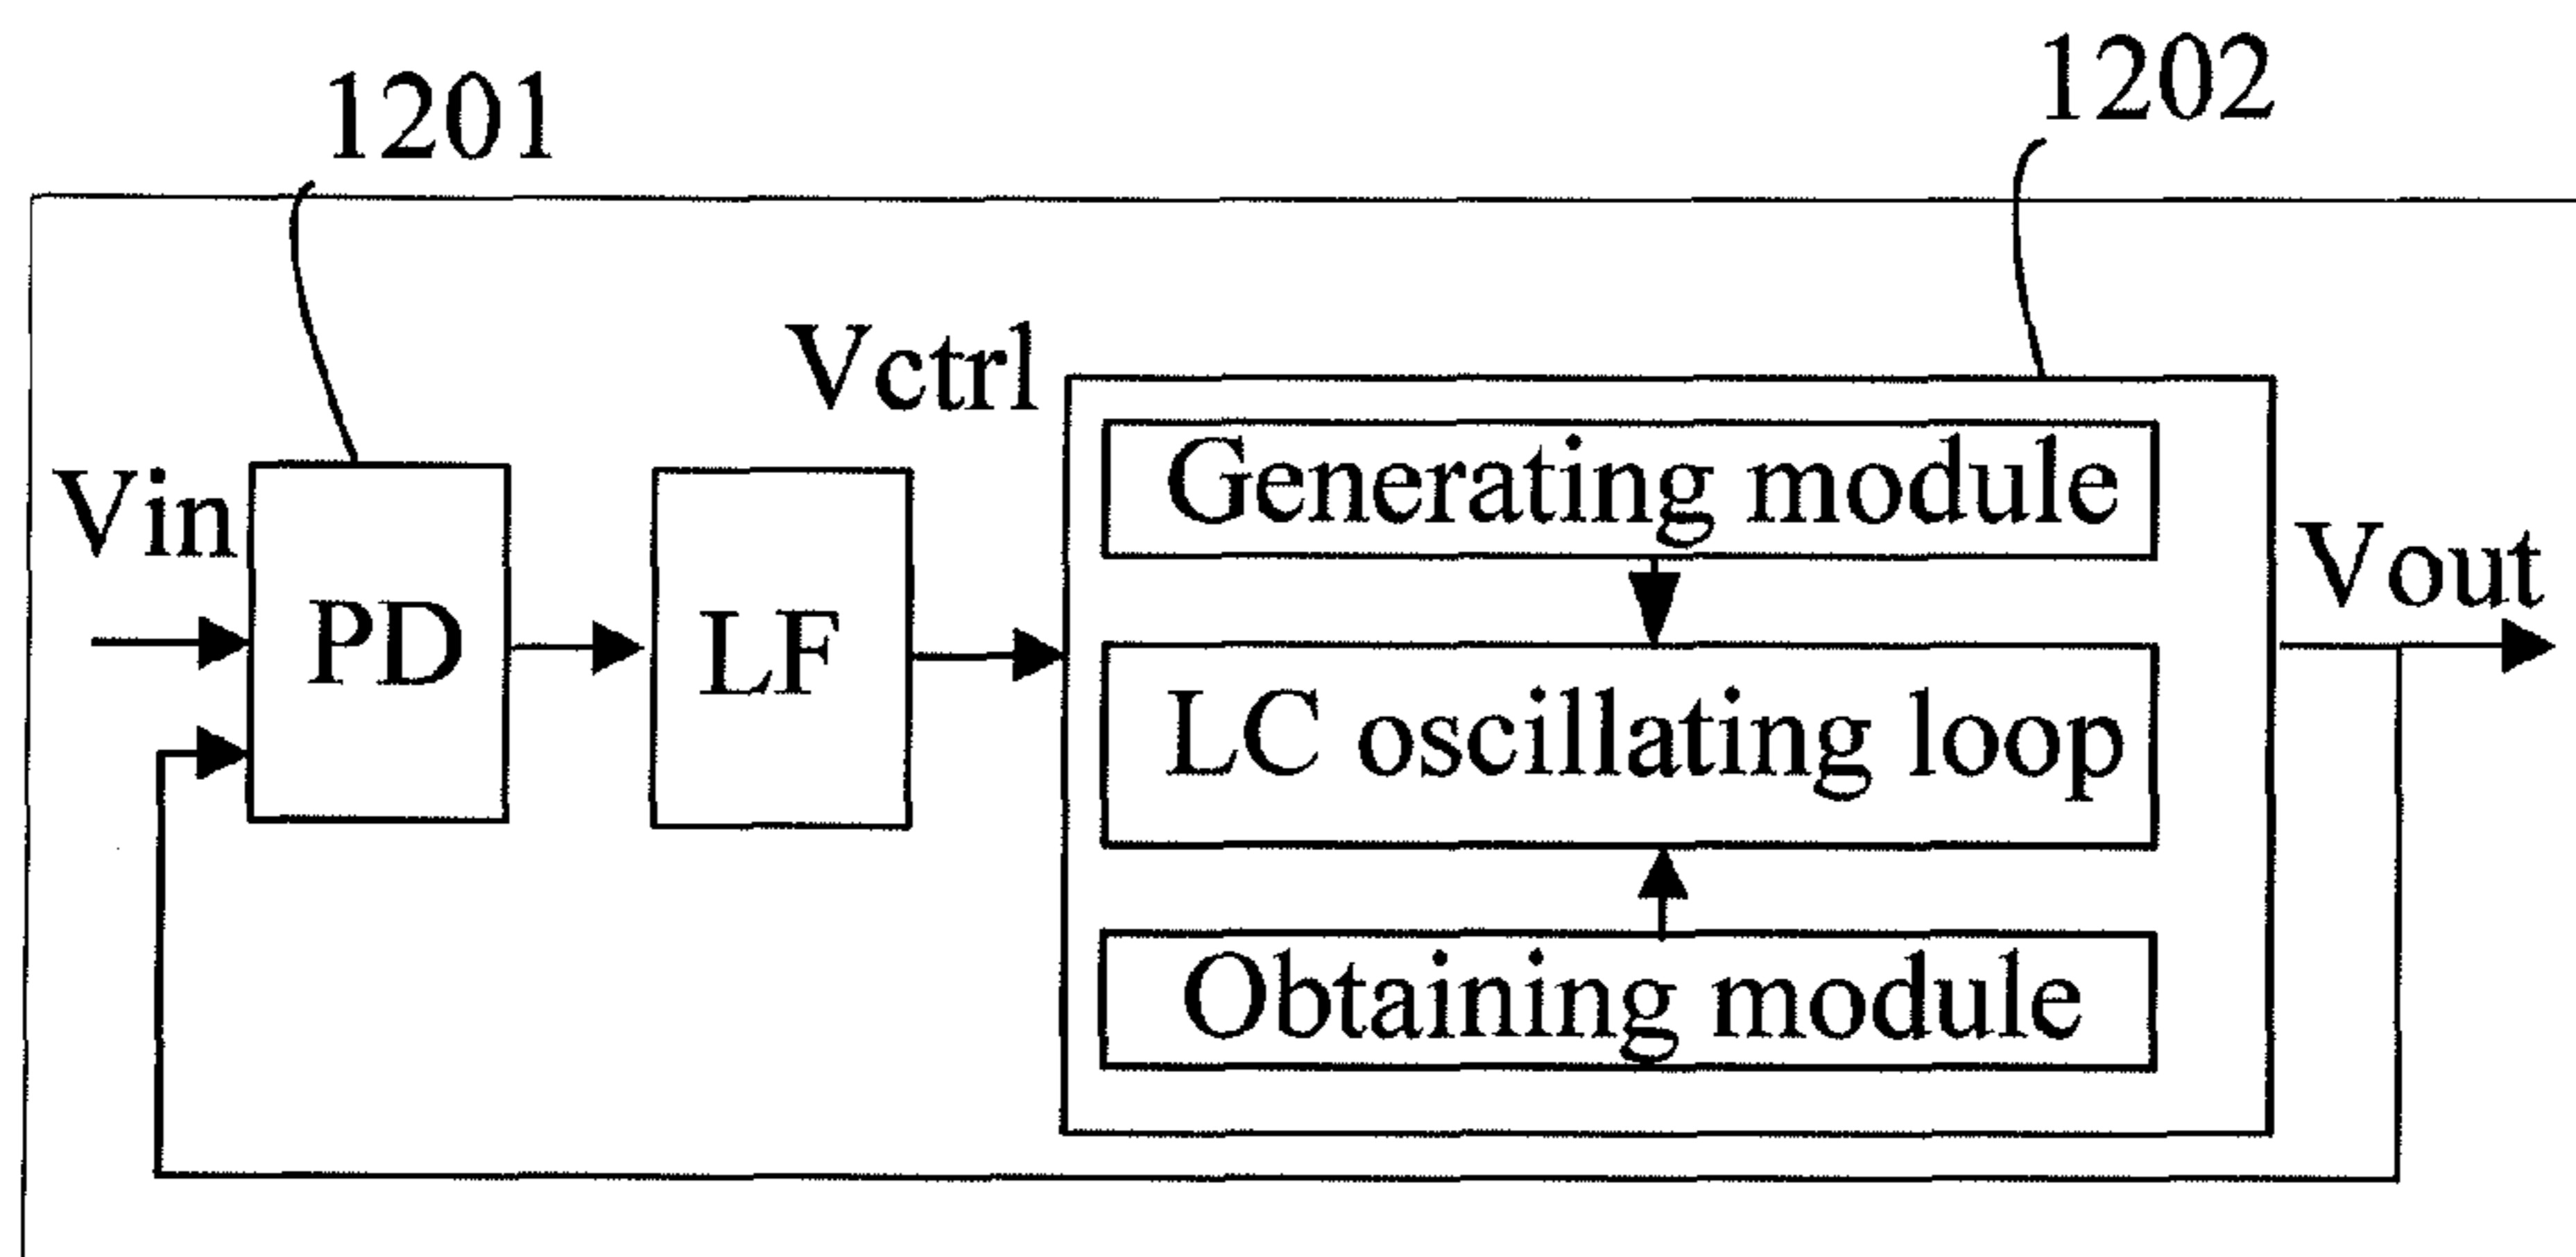 1201
1202
Vctrl
Vin
PD
LF
Generating module
LC oscillating loop
Obtaining module
Vout